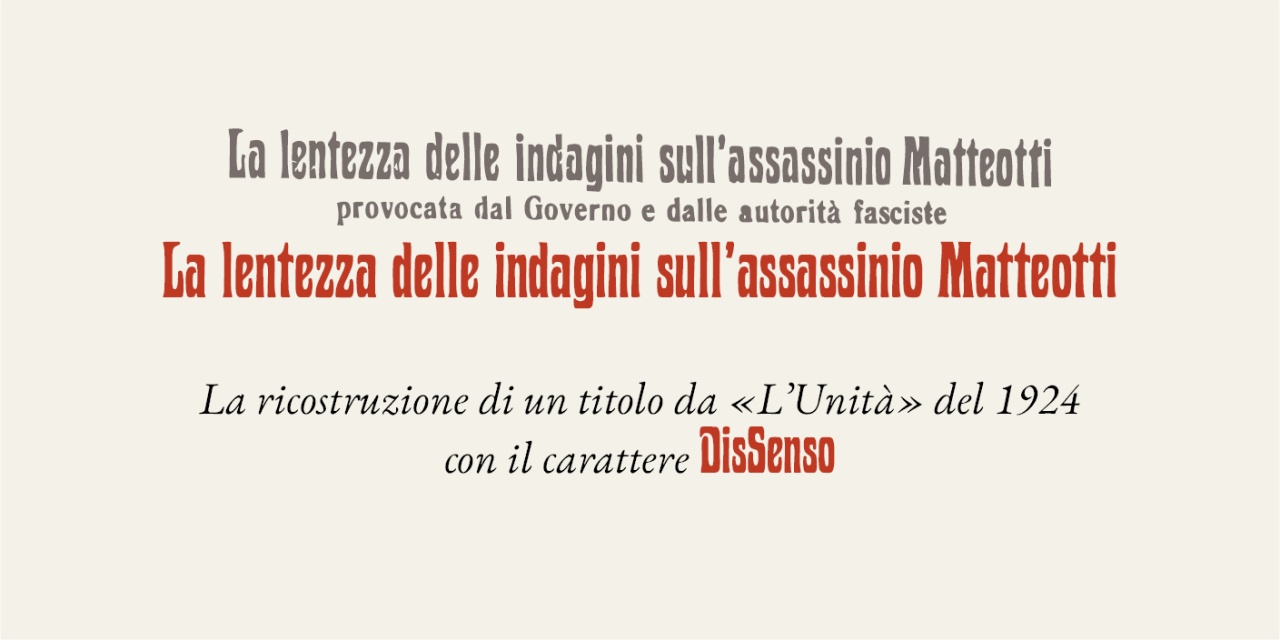 La lentezza delle indagini sull’assassinio Matteotti
provocata dal Governo e dalle autorità fasciste
La lentezza delle indagini sull’assassinio Matteotti
La ricostruzione di un titolo da «L’Unità» del 1924
con il carattere DisSenso